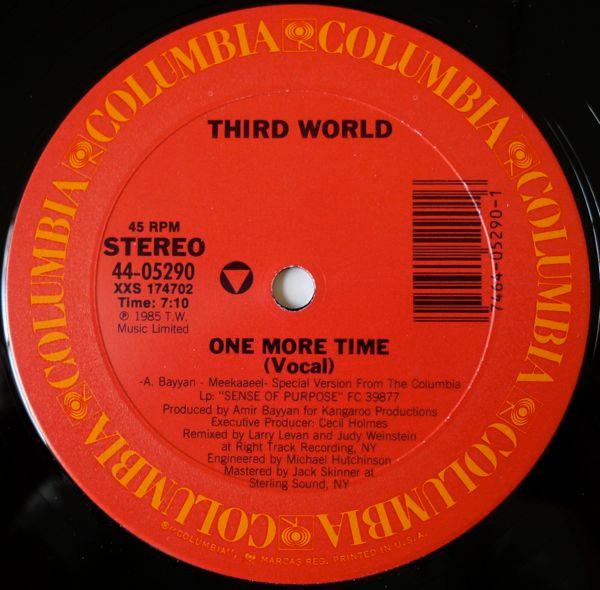 COLUMBIA COLUMBIA COLUMBIA COLUMBIA COLUMBIA COLUMBIA COLUMBIA
THIRD WORLD
45 RPM
STEREO
44-05290
XXS 174702
Time: 7:10
℗ 1985 T.W.
Music Limited
7464-05290-1
ONE MORE TIME
(Vocal)
-A. Bayyan - Meekaaeel- Special Version From The Columbia
Lp: "SENSE OF PURPOSE" FC 39877
Produced by Amir Bayyan for Kangaroo Productions
Executive Producer: Cecil Holmes
Remixed by Larry Levan and Judy Weinstein
at Right Track Recording, NY
Engineered by Michael Hutchinson
Mastered by Jack Skinner at
Sterling Sound, NY
®"COLUMBIA", MARCAS REG. PRINTED IN U.S.A.